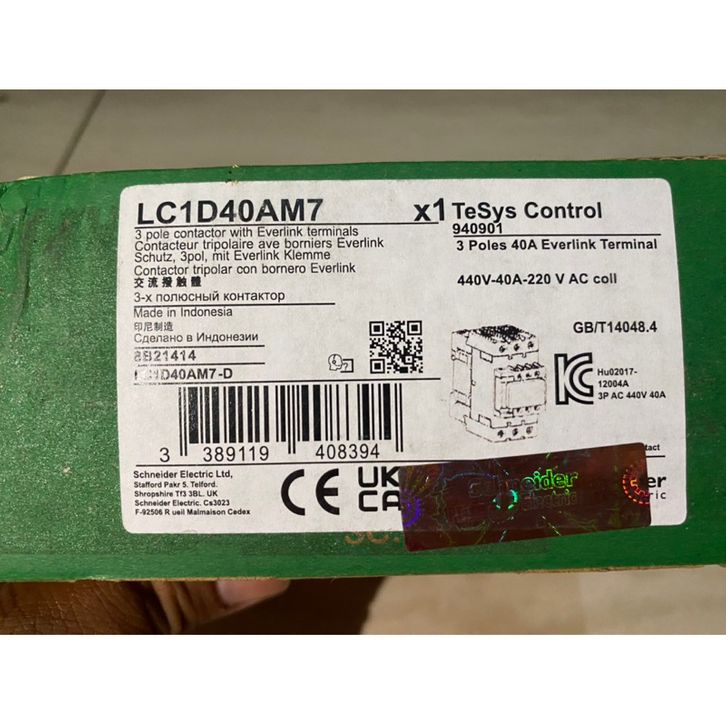 LC1D40AM7
x1 TeSys Control
940901
3 pole contactor with Everlink terminals
Contacteur tripolaire ave borniers Everlink
Schutz, 3pol, mit Everlink Klemme
Contactor tripolar con bornero Everlink
交流接觸器
3-х полюсный контактор
Made in Indonesia
印尼制造
Сделано в Индонезии
8B21414
LC1D40AM7-D
3 Poles 40A Everlink Terminal
440V-40A-220 V AC coil
GB/T14048.4
Hu02017-
12004A
3P AC 440V 40A
3 389119 408394
Schneider Electric Ltd,
Stafford Pakr 5. Telford.
Shropshire Tf3 3BL. UK
Schneider Electric. Cs3023
F-92506 R ueil Malmaison Cedex
CE UK
CA
Schneider
Electric